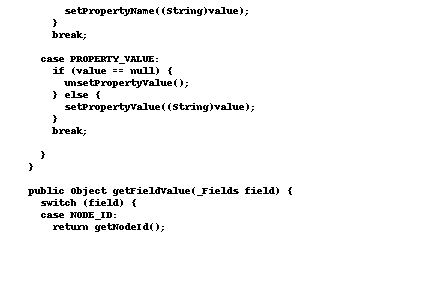 setPropertyName((String)value);
}
break;
case PROPERTY_VALUE:
if (value == null) {
unsetPropertyValue();
} else {
setPropertyValue((String)value);
}
break;
}
}
public Object getFieldValue(_Fields field) {
switch (field) {
case NODE_ID:
return getNodeId();